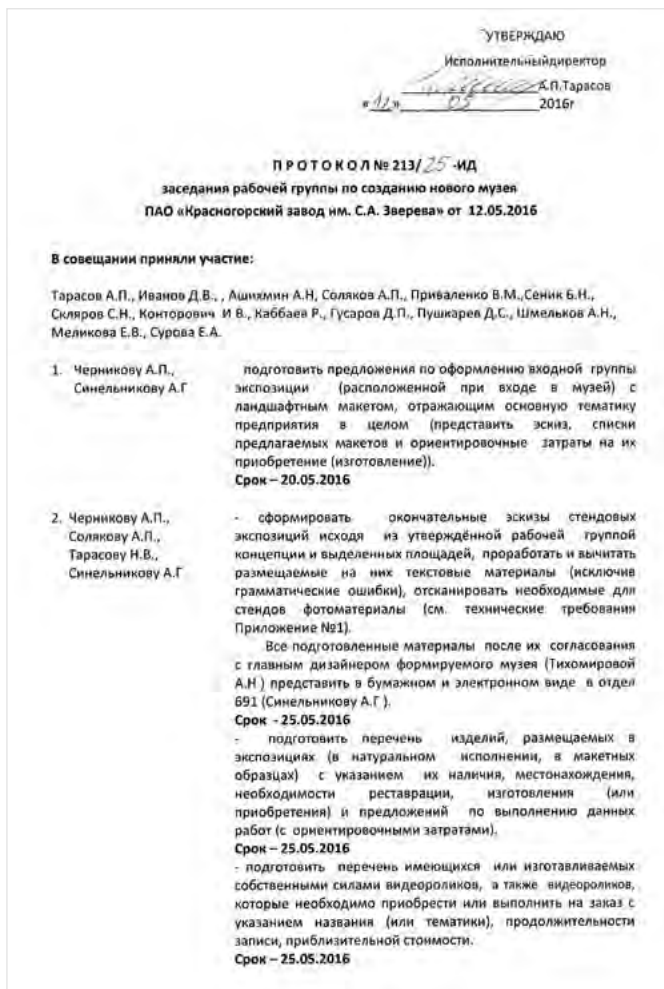 УТВЕРЖДАЮ
Исполнительныйдиректор
А.П.Тарасов
« 11 » 05 2016г
П Р О Т О К О Л № 213/25 -ИД
заседания рабочей группы по созданию нового музея
ПАО «Красногорский завод им. С.А. Зверева» от 12.05.2016
В совещании приняли участие:
Тарасов А.П., Иванов Д.В., , Ашихмин А.Н, Соляков А.П., Приваленко В.М.,Сеник Б.Н.,
Скляров С.Н., Конторович И В., Каббаев Р., Гусаров Д.П., Пушкарев Д.С., Шмельков А.Н.,
Меликова Е.В., Сурова Е.А.
1. Черникову А.П.,
Синельникову А.Г
подготовить предложения по оформлению входной группы
экспозиции (расположенной при входе в музей) с
ландшафтным макетом, отражающим основную тематику
предприятия в целом (представить эскиз, списки
предлагаемых макетов и ориентировочные затраты на их
приобретение (изготовление)).
Срок – 20.05.2016
2. Черникову А.П.,
Солякову А.П.,
Тарасову Н.В.,
Синельникову А.Г
- сформировать окончательные эскизы стендовых
экспозиций исходя из утверждённой рабочей группой
концепции и выделенных площадей, проработать и вычитать
размещаемые на них текстовые материалы (исключив
грамматические ошибки), отсканировать необходимые для
стендов фотоматериалы (см. технические требования
Приложение №1).
Все подготовленные материалы после их согласования
с главным дизайнером формируемого музея (Тихомировой
А.Н ) представить в бумажном и электронном виде в отдел
691 (Синельникову А.Г ).
Срок - 25.05.2016
- подготовить перечень изделий, размещаемых в
экспозициях (в натуральном исполнении, в макетных
образцах) с указанием их наличия, местонахождения,
необходимости реставрации, изготовления (или
приобретения) и предложений по выполнению данных
работ (с ориентировочными затратами).
Срок – 25.05.2016
- подготовить перечень имеющихся или изготавливаемых
собственными силами видеороликов, а также видеороликов,
которые необходимо приобрести или выполнить на заказ с
указанием названия (или тематики), продолжительности
записи, приблизительной стоимости.
Срок – 25.05.2016